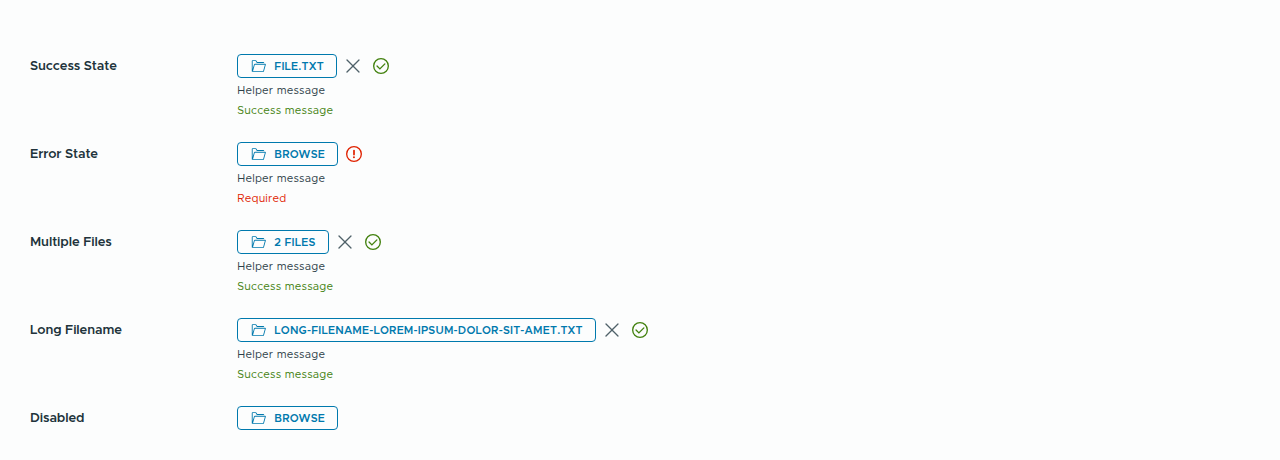 Success State
FILE.TXT
Helper message
Success message
Error State
BROWSE
Helper message
Required
Multiple Files
2 FILES
Helper message
Success message
Long Filename
LONG-FILENAME-LOREM-IPSUM-DOLOR-SIT-AMET.TXT
Helper message
Success message
Disabled
BROWSE